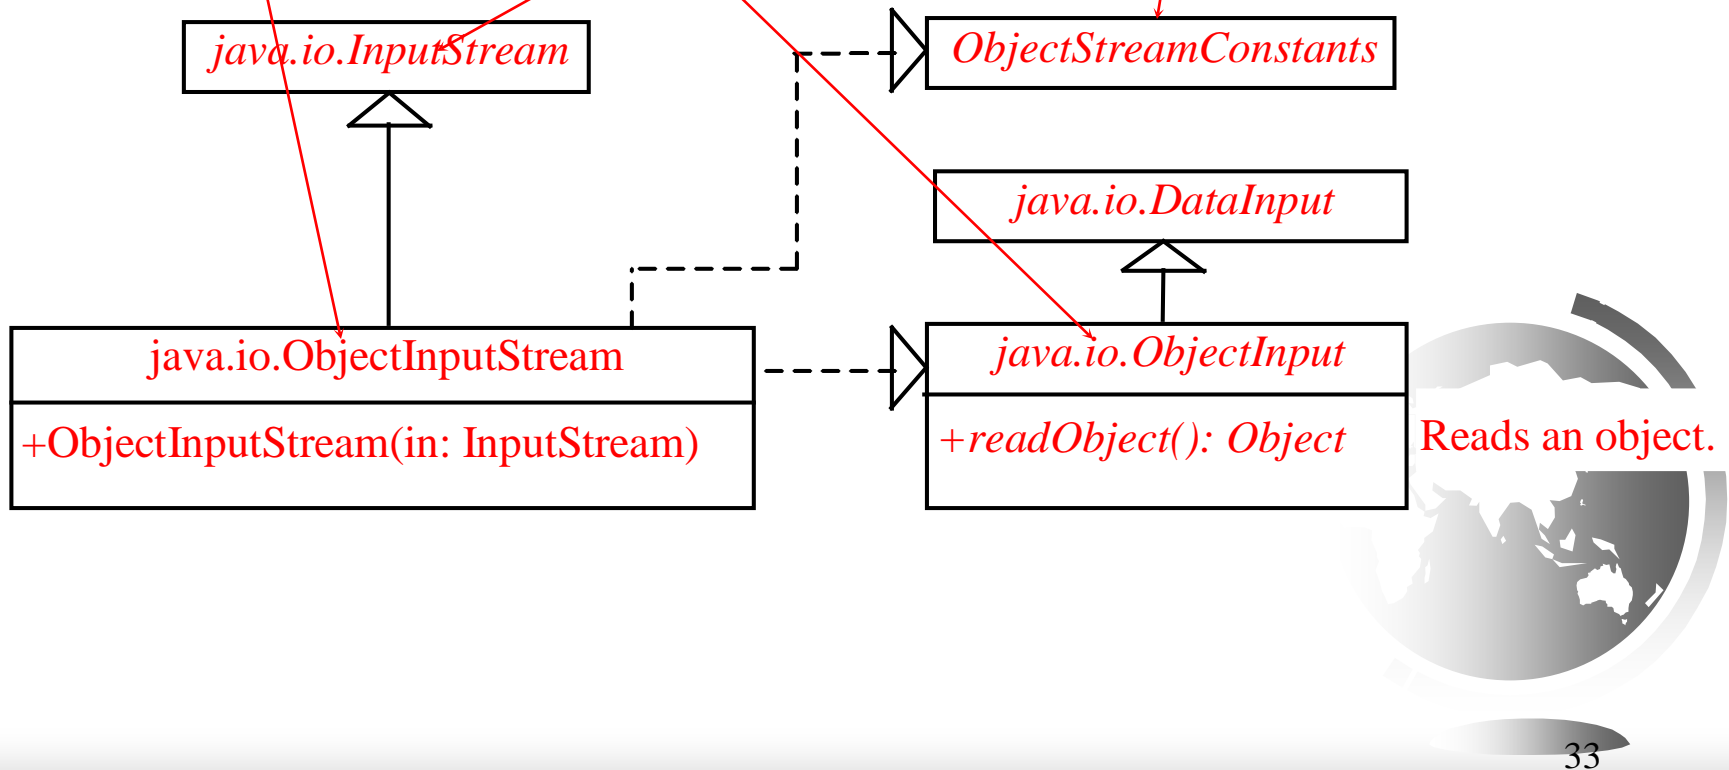 java.io.InputStream
ObjectStreamConstants
java.io.DataInput
java.io.ObjectInputStream
+ObjectInputStream(in: InputStream)
java.io.ObjectInput
+readObject(): Object
Reads an object.
33